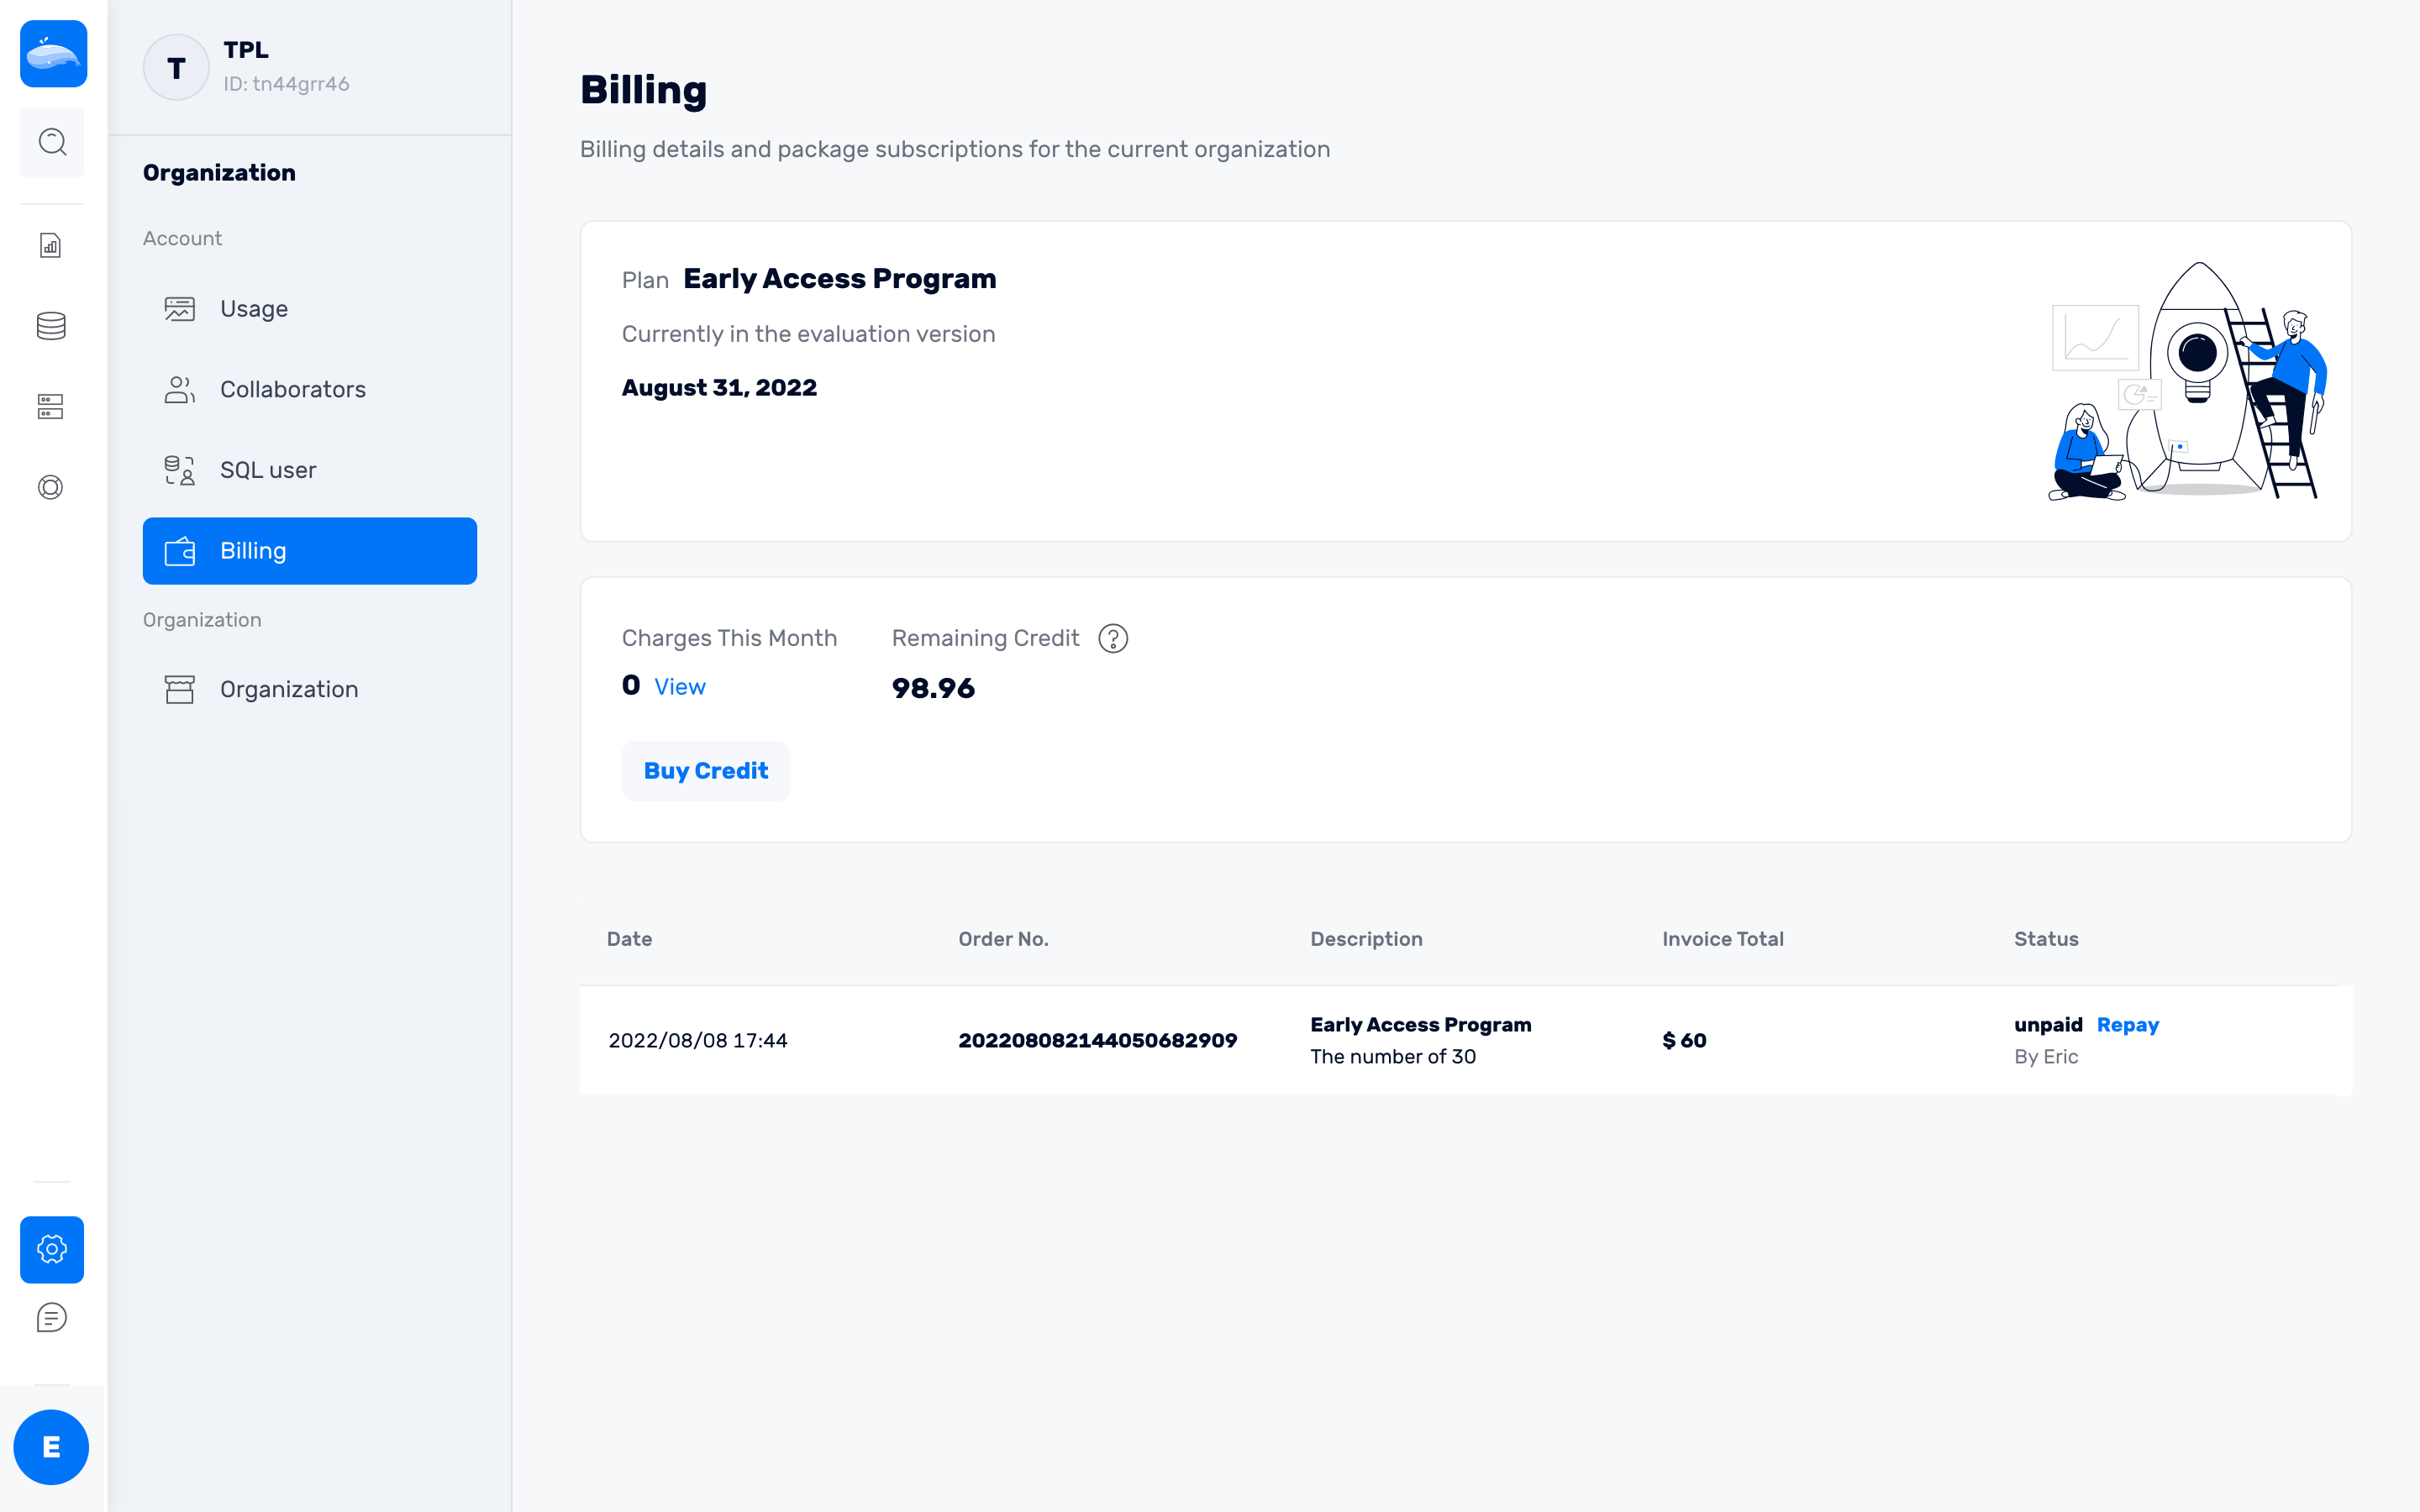 T
TPL
ID: tn44grr46
Organization
Account
Usage
Collaborators
SQL user
Billing
Organization
Organization
E
Billing
Billing details and package subscriptions for the current organization
Plan Early Access Program
Currently in the evaluation version
August 31, 2022
Charges This Month
0 View
Remaining Credit ?
98.96
Buy Credit
Date Order No. Description Invoice Total Status
2022/08/08 17:44 202208082144050682909 Early Access Program $ 60 unpaid Repay
The number of 30 By Eric